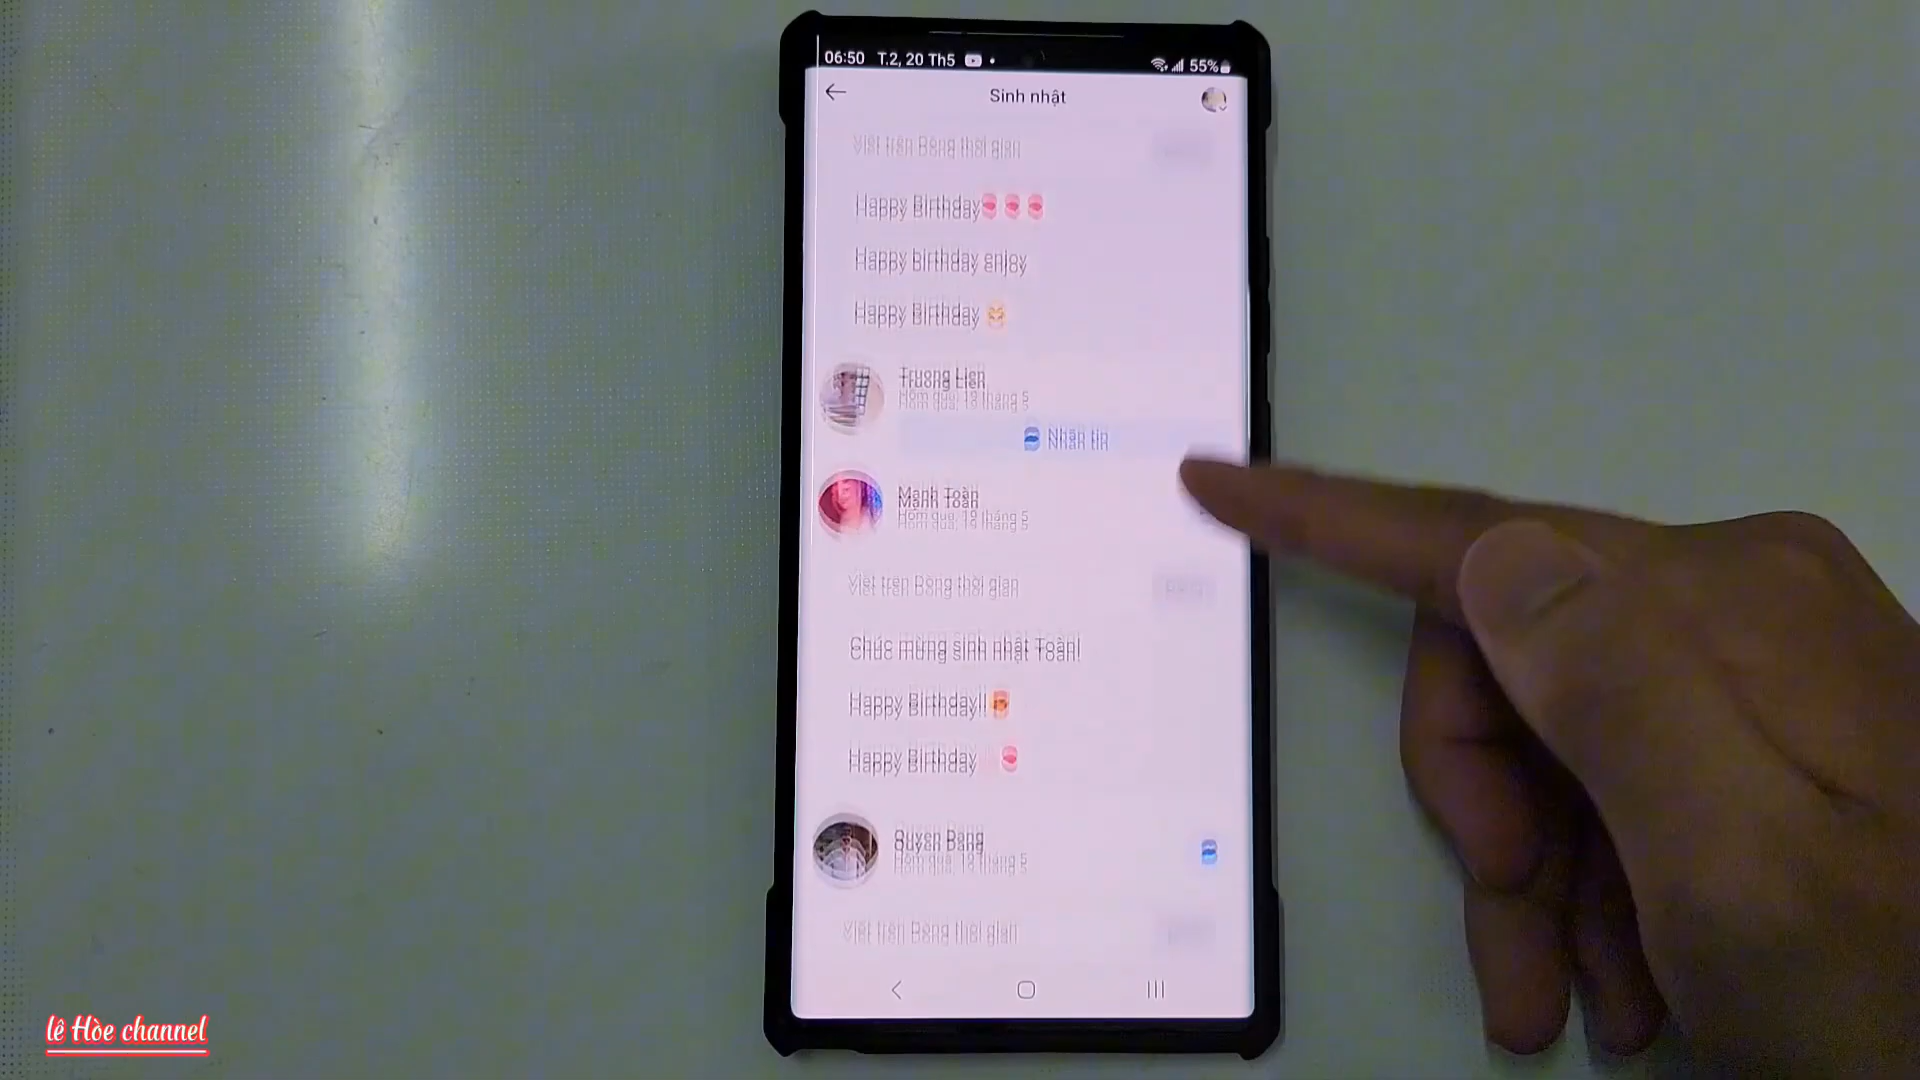 06:50 T.2, 20 Th5 55%
Sinh nhật
Viết trên Dòng thời gian
Happy Birthday
Happy birthday enjoy
Happy Birthday
Truong Lien
Hôm qua, 19 tháng 5
Nhắn tin
Mạnh Toàn
Hôm qua, 19 tháng 5
Viết trên Dòng thời gian
Chúc mừng sinh nhật Toàn!
Happy Birthday!!
Happy Birthday
Quyen Dang
Hôm qua, 19 tháng 5
Viết trên Dòng thời gian
lê Hòe channel